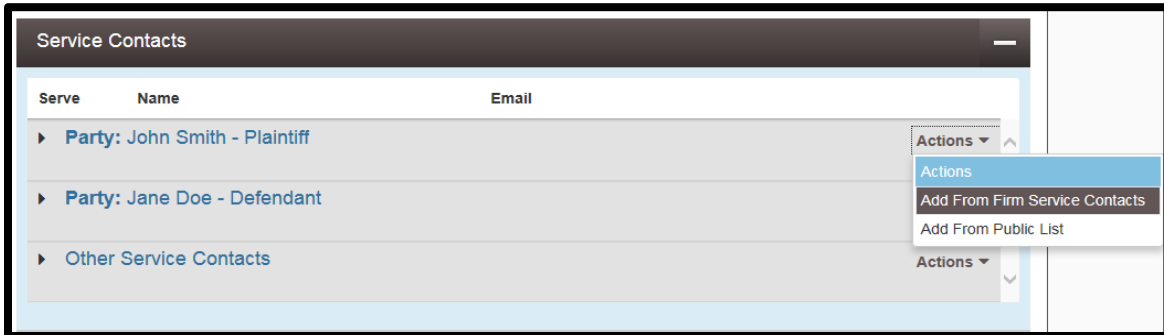 Service Contacts
Serve Name Email
Party: John Smith - Plaintiff Actions
Actions
Add From Firm Service Contacts
Party: Jane Doe - Defendant
Add From Public List
Other Service Contacts Actions